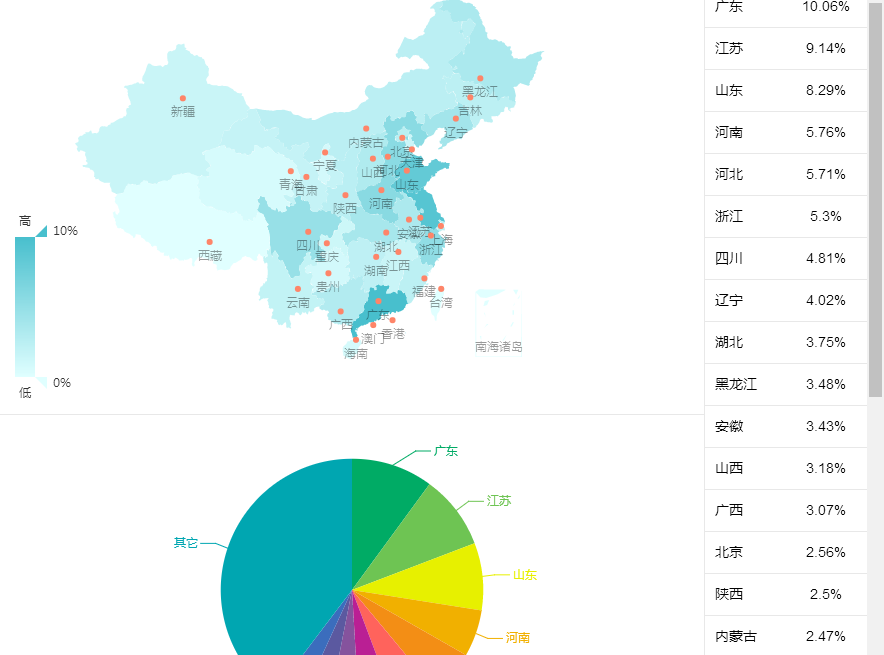 黑龙江
吉林
辽宁
新疆
内蒙古
北京
天津
宁夏
山西
河北
青海
甘肃
山东
陕西
河南
高
10%
四川
重庆
湖北
安徽
江苏
上海
浙江
西藏
湖南
江西
贵州
云南
福建
台湾
广西
广东
香港
澳门
海南
南海诸岛
0%
低
广东
江苏
其它
山东
河南
广东 10.06%
江苏 9.14%
山东 8.29%
河南 5.76%
河北 5.71%
浙江 5.3%
四川 4.81%
辽宁 4.02%
湖北 3.75%
黑龙江 3.48%
安徽 3.43%
山西 3.18%
广西 3.07%
北京 2.56%
陕西 2.5%
内蒙古 2.47%